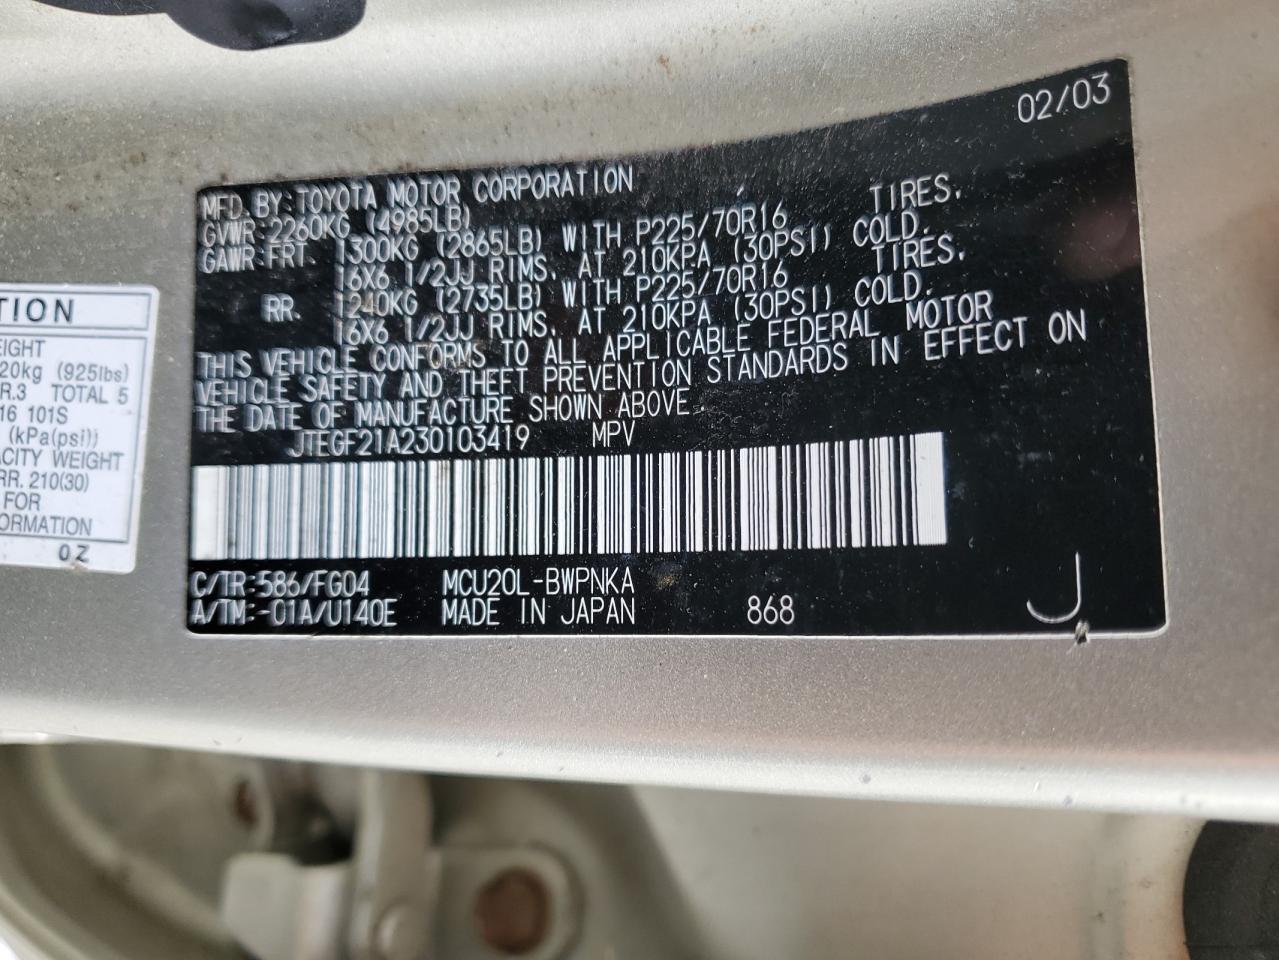 02/03
MFD. BY: TOYOTA MOTOR CORPORATION
GVWR: 2260KG (4985LB)
GAWR: FRT. 1300KG (2865LB) WITH P225/70R16 TIRES.
16X6 1/2JJ RIMS. AT 210KPA (30PSI) COLD.
RR. 1240KG (2735LB) WITH P225/70R16 TIRES.
16X6 1/2JJ RIMS. AT 210KPA (30PSI) COLD.
THIS VEHICLE CONFORMS TO ALL APPLICABLE FEDERAL MOTOR
VEHICLE SAFETY AND THEFT PREVENTION STANDARDS IN EFFECT ON
THE DATE OF MANUFACTURE SHOWN ABOVE.
JTEGF21A230103419 MPV
C/TR: 586/FG04 MCU20L-BWPNKA
A/TM: -01A/U140E MADE IN JAPAN 868
J
TION
EIGHT
20kg (925lbs)
R.3 TOTAL 5
16 101S
(kPa(psi))
ACITY WEIGHT
RR. 210(30)
FOR
ORMATION
0Z